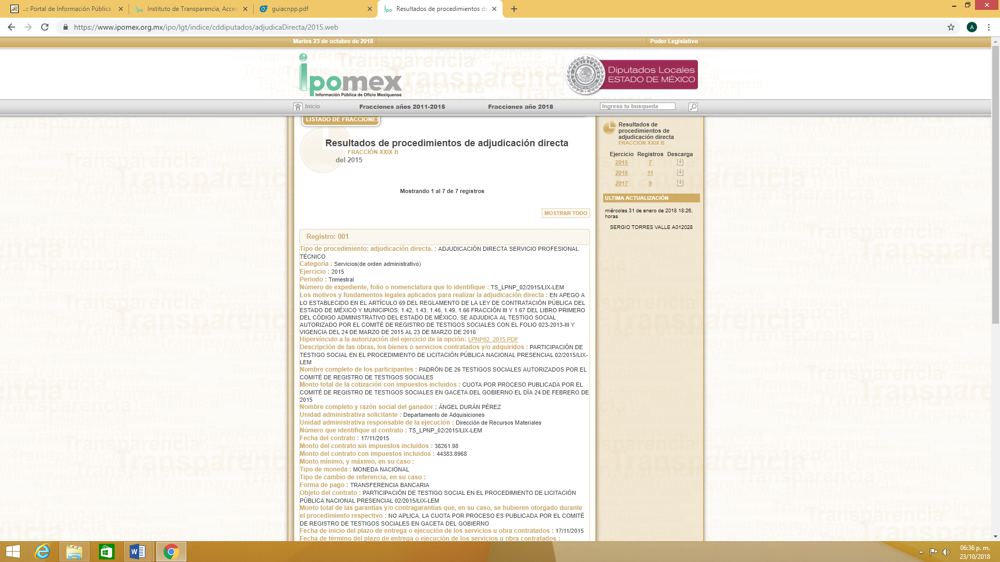 ..:: Portal de Información Pública
Instituto de Transparencia, Acces
guiacnpp.pdf
Resultados de procedimientos de
https://www.ipomex.org.mx/ipo/lgt/indice/cddiputados/adjudicaDirecta/2015.web
A
Martes 23 de octubre de 2018
Poder Legislativo
ipomex
Información Pública de Oficio Mexiquense
Diputados Locales
ESTADO DE MÉXICO
Inicio
Fracciones años 2011-2015
Fracciones año 2018
Ingresa tu busqueda
LISTADO DE FRACCIONES
Resultados de procedimientos de adjudicación directa
FRACCIÓN XXIX B
del 2015
Mostrando 1 al 7 de 7 registros
MOSTRAR TODO
Registro: 001
Tipo de procedimiento: adjudicación directa. : ADJUDICACIÓN DIRECTA SERVICIO PROFESIONAL
TÉCNICO
Categoría : Servicios(de orden administrativo)
Ejercicio : 2015
Periodo : Trimestral
Número de expediente, folio o nomenclatura que lo identifique : TS_LPNP_02/2015/LIX-LEM
Los motivos y fundamentos legales aplicados para realizar la adjudicación directa : EN APEGO A
LO ESTABLECIDO EN EL ARTÍCULO 69 DEL REGLAMENTO DE LA LEY DE CONTRATACIÓN PÚBLICA DEL
ESTADO DE MÉXICO Y MUNICIPIOS; 1.42, 1.43, 1.46, 1.49, 1.66 FRACCIÓN III Y 1.67 DEL LIBRO PRIMERO
DEL CÓDIGO ADMINISTRATIVO DEL ESTADO DE MÉXICO, SE ADJUDICA AL TESTIGO SOCIAL
AUTORIZADO POR EL COMITÉ DE REGISTRO DE TESTIGOS SOCIALES CON EL FOLIO 023-2013-III Y
VIGENCIA DEL 24 DE MARZO DE 2015 AL 23 DE MARZO DE 2016
Hipervínculo a la autorización del ejercicio de la opción: LPNP02_2015.PDF
Descripción de las obras, los bienes o servicios contratados y/o adquiridos : PARTICIPACIÓN DE
TESTIGO SOCIAL EN EL PROCEDIMIENTO DE LICITACIÓN PÚBLICA NACIONAL PRESENCIAL 02/2015/LIX-
LEM
Nombre completo de los participantes : PADRÓN DE 26 TESTIGOS SOCIALES AUTORIZADOS POR EL
COMITÉ DE REGISTRO DE TESTIGOS SOCIALES
Monto total de la cotización con impuestos incluidos : CUOTA POR PROCESO PUBLICADA POR EL
COMITÉ DE REGISTRO DE TESTIGOS SOCIALES EN GACETA DEL GOBIERNO EL DÍA 24 DE FEBRERO DE
2015
Nombre completo y razón social del ganador : ÁNGEL DURÁN PÉREZ
Unidad administrativa solicitante : Departamento de Adquisiciones
Unidad administrativa responsable de la ejecución : Dirección de Recursos Materiales
Número que identifique al contrato : TS_LPNP_02/2015/LIX-LEM
Fecha del contrato : 17/11/2015
Monto del contrato sin impuestos incluidos : 38261.98
Monto del contrato con impuestos incluidos : 44383.8968
Monto mínimo, y máximo, en su caso :
Tipo de moneda : MONEDA NACIONAL
Tipo de cambio de referencia, en su caso :
Forma de pago : TRANSFERENCIA BANCARIA
Objeto del contrato : PARTICIPACIÓN DE TESTIGO SOCIAL EN EL PROCEDIMIENTO DE LICITACIÓN
PÚBLICA NACIONAL PRESENCIAL 02/2015/LIX-LEM
Monto total de las garantías y/o contragarantías que, en su caso, se hubieren otorgado durante
el procedimiento respectivo : NO APLICA, LA CUOTA POR PROCESO ES PUBLICADA POR EL COMITÉ
DE REGISTRO DE TESTIGOS SOCIALES EN GACETA DEL GOBIERNO
Fecha de inicio del plazo de entrega o ejecución de los servicios u obra contratados : 17/11/2015
Fecha de término del plazo de entrega o ejecución de los servicios u obra contratados :
Resultados de
procedimientos de
adjudicación directa
FRACCIÓN XXIX B
Ejercicio Registros Descarga
2015 7
2016 11
2017 9
ULTIMA ACTUALIZACIÓN
miércoles 31 de enero de 2018 18:26,
horas
SERGIO TORRES VALLE A012028
06:36 p. m.
23/10/2018